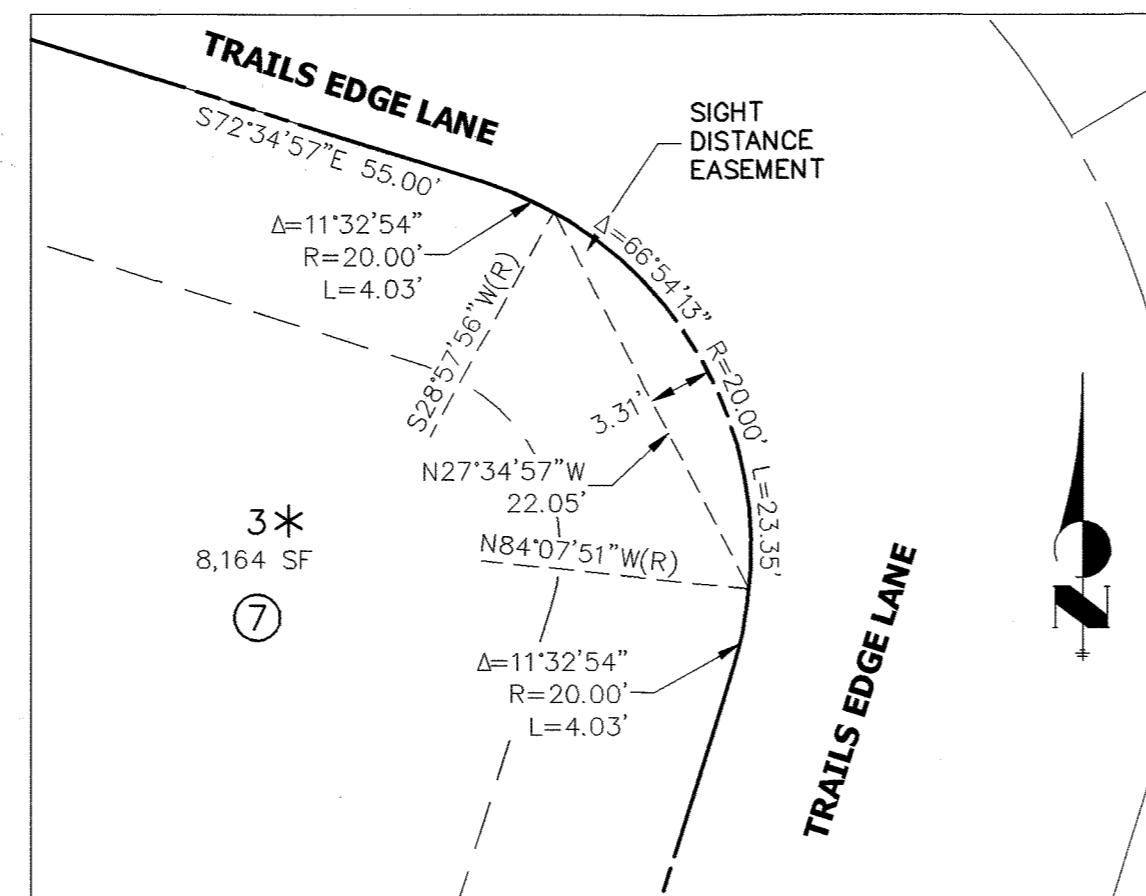 TRAILS EDGE LANE
S72°34'57"E 55.00'
SIGHT
DISTANCE
EASEMENT
Δ=11°32'54"
R=20.00'
L=4.03'
Δ=66°54'13" R=20.00' L=23.35'
S28°57'56"W(R)
3.31'
N27°34'57"W
22.05'
3*
8,164 SF
7
N84°07'51"W(R)
Δ=11°32'54"
R=20.00'
L=4.03'
TRAILS EDGE LANE
N